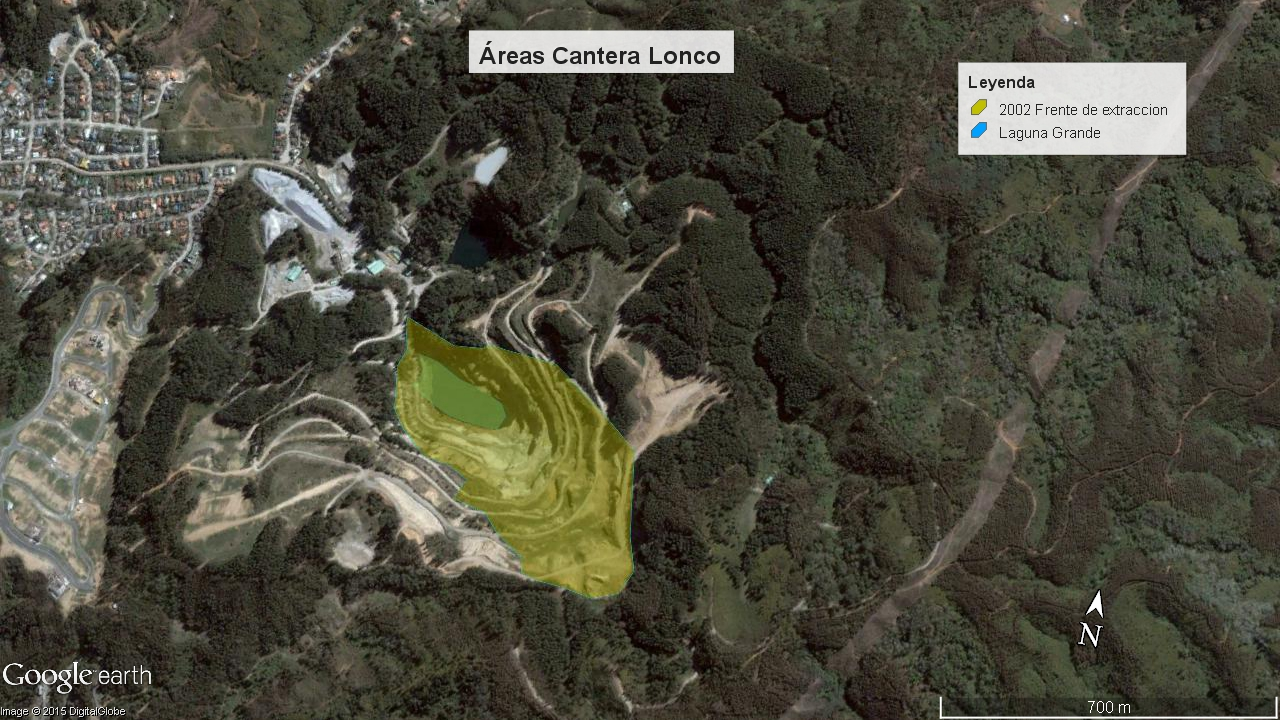 Áreas Cantera Lonco
Leyenda
2002 Frente de extraccion
Laguna Grande
N
Google earth
Image © 2015 DigitalGlobe
700 m